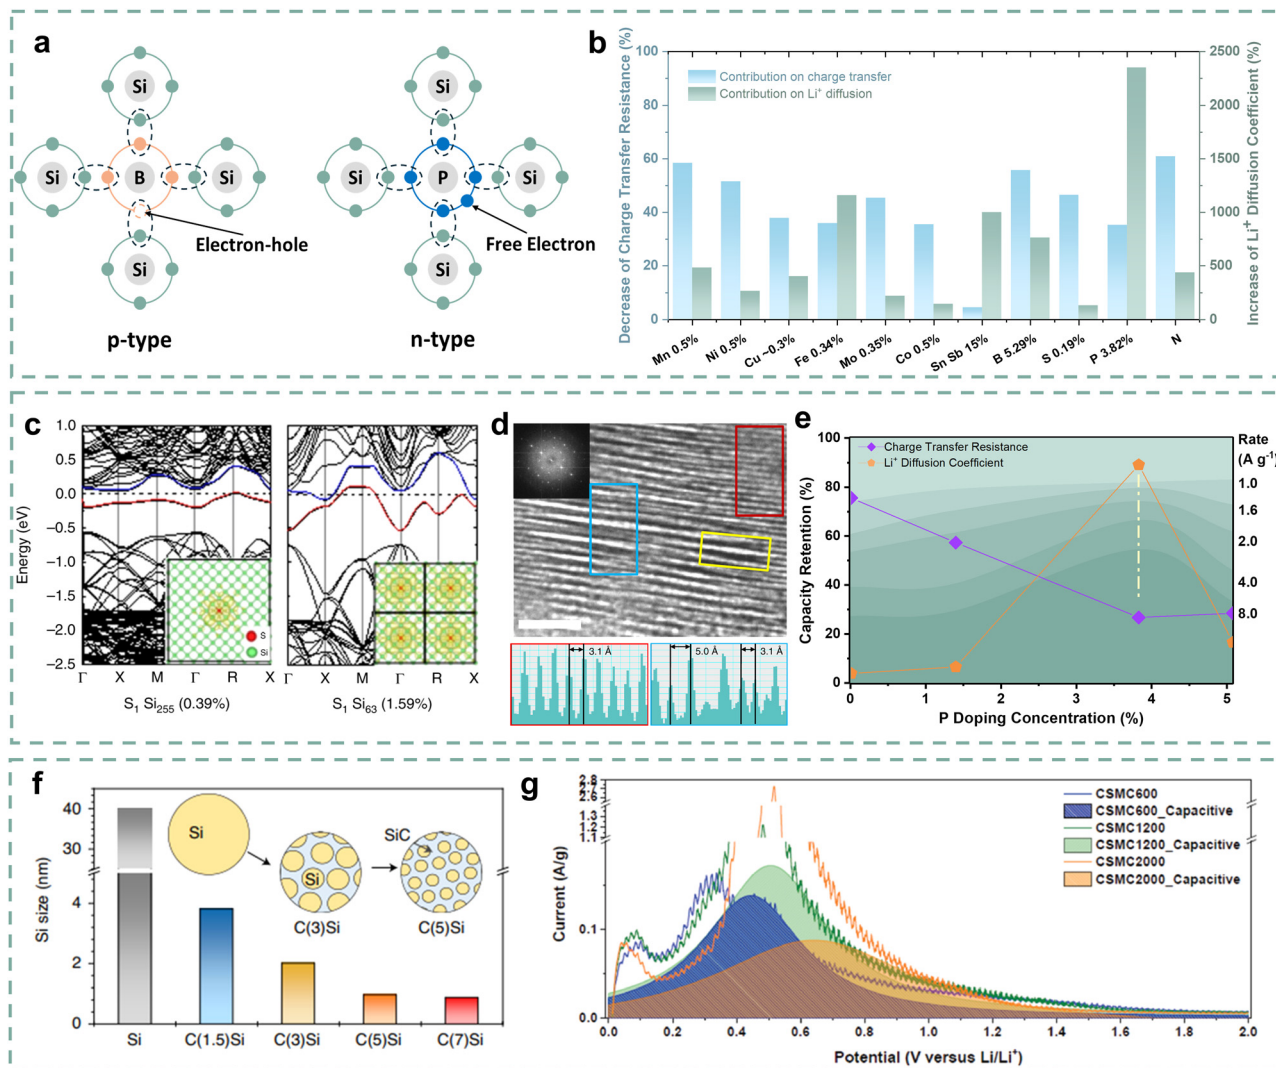 a
Si
Si
B
Si
Si
Electron-hole
p-type
Si
Si
P
Si
Si
Free Electron
n-type
b
Decrease of Charge Transfer Resistance (%)
100
80
60
40
20
0
Contribution on charge transfer
Contribution on Li⁺ diffusion
2500
2000
1500
1000
500
0
Increase of Li⁺ Diffusion Coefficient (%)
Mn 0.5%
Ni 0.5%
Cu ~0.3%
Fe 0.34%
Mo 0.35%
Co 0.5%
Sn Sb 15%
B 5.29%
S 0.19%
P 3.82%
N
c
Energy (eV)
1.0
0.5
0.0
−0.5
−1.0
−1.5
−2.0
−2.5
S
Si
Γ X M Γ R X
Γ X M Γ R X
S₁ Si₂₅₅ (0.39%)
S₁ Si₆₃ (1.59%)
d
3.1 Å
5.0 Å
3.1 Å
e
Capacity Retention (%)
100
80
60
40
20
0
Charge Transfer Resistance
Li⁺ Diffusion Coefficient
Rate
(A g⁻¹)
1.0
1.6
2.0
4.0
8.0
0 1 2 3 4 5
P Doping Concentration (%)
f
Si size (nm)
40
30
4
2
0
Si
Si
SiC
C(3)Si
C(5)Si
Si C(1.5)Si C(3)Si C(5)Si C(7)Si
g
Current (A/g)
2.8
2.7
2.6
1.3
1.2
1.1
0.1
0.0
CSMC600
CSMC600_Capacitive
CSMC1200
CSMC1200_Capacitive
CSMC2000
CSMC2000_Capacitive
0.0 0.2 0.4 0.6 0.8 1.0 1.2 1.4 1.6 1.8 2.0
Potential (V versus Li/Li⁺)